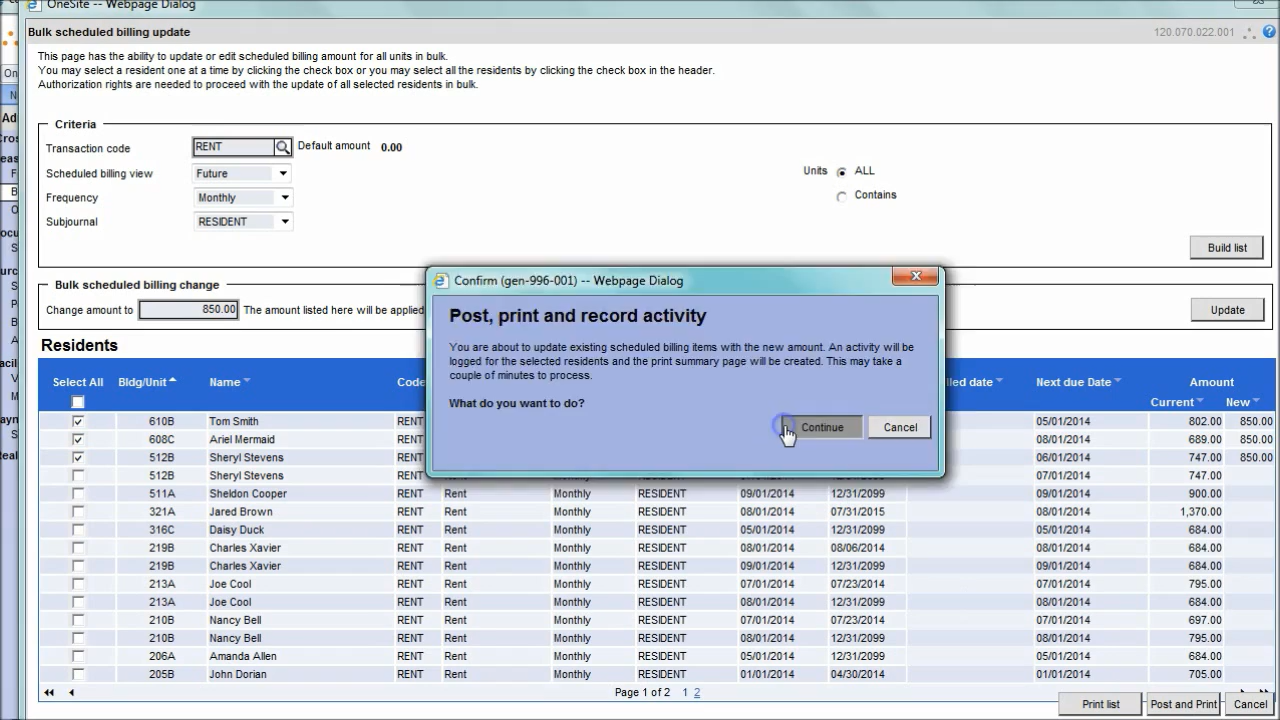 OneSite -- Webpage Dialog
Bulk scheduled billing update
120.070.022.001
This page has the ability to update or edit scheduled billing amount for all units in bulk.
You may select a resident one at a time by clicking the check box or you may select all the residents by clicking the check box in the header.
Authorization rights are needed to proceed with the update of all selected residents in bulk.
Criteria
Transaction code RENT Default amount 0.00
Scheduled billing view Future
Frequency Monthly
Subjournal RESIDENT
Units ALL
Contains
Build list
Bulk scheduled billing change
Change amount to 850.00 The amount listed here will be applied
Update
Confirm (gen-996-001) -- Webpage Dialog
Post, print and record activity
You are about to update existing scheduled billing items with the new amount. An activity will be
logged for the selected residents and the print summary page will be created. This may take a
couple of minutes to process.
What do you want to do?
Continue Cancel
Residents
Select All Bldg/Unit Name Code lled date Next due Date Amount
Current New
610B Tom Smith RENT 05/01/2014 802.00 850.00
608C Ariel Mermaid RENT 08/01/2014 689.00 850.00
512B Sheryl Stevens RENT 06/01/2014 747.00 850.00
512B Sheryl Stevens RENT 07/01/2014 747.00
511A Sheldon Cooper RENT Rent Monthly RESIDENT 09/01/2014 12/31/2099 09/01/2014 900.00
321A Jared Brown RENT Rent Monthly RESIDENT 08/01/2014 07/31/2015 08/01/2014 1,370.00
316C Daisy Duck RENT Rent Monthly RESIDENT 05/01/2014 12/31/2099 05/01/2014 684.00
219B Charles Xavier RENT Rent Monthly RESIDENT 08/01/2014 08/06/2014 08/01/2014 684.00
219B Charles Xavier RENT Rent Monthly RESIDENT 09/01/2014 12/31/2099 09/01/2014 684.00
213A Joe Cool RENT Rent Monthly RESIDENT 07/01/2014 07/23/2014 07/01/2014 795.00
213A Joe Cool RENT Rent Monthly RESIDENT 08/01/2014 12/31/2099 08/01/2014 684.00
210B Nancy Bell RENT Rent Monthly RESIDENT 07/01/2014 07/23/2014 07/01/2014 697.00
210B Nancy Bell RENT Rent Monthly RESIDENT 08/01/2014 12/31/2099 08/01/2014 795.00
206A Amanda Allen RENT Rent Monthly RESIDENT 05/01/2014 12/31/2099 05/01/2014 684.00
205B John Dorian RENT Rent Monthly RESIDENT 01/01/2014 04/30/2014 01/01/2014 705.00
Page 1 of 2 1 2
Print list Post and Print Cancel